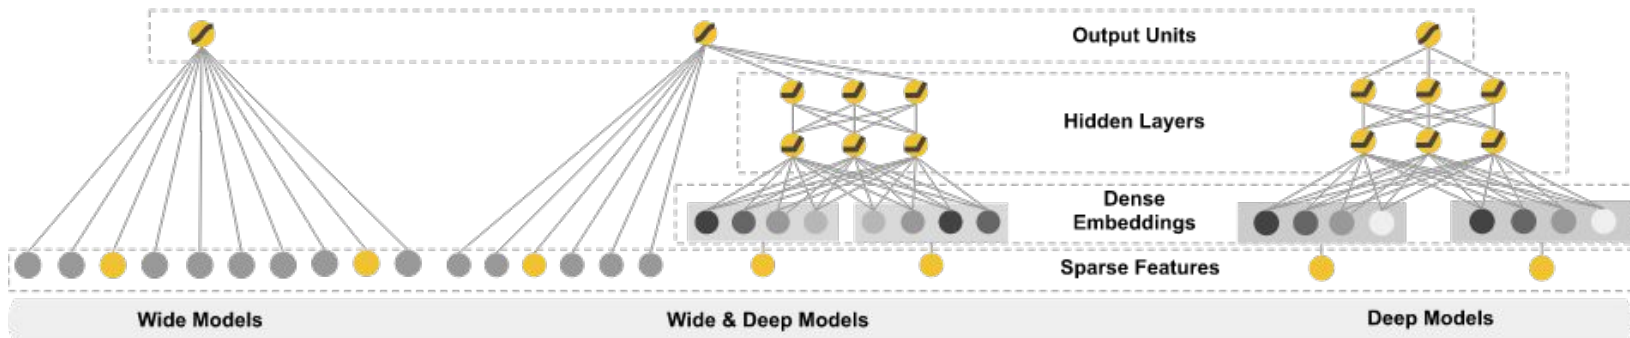 Output Units
Hidden Layers
Dense
Embeddings
Sparse Features
Wide Models
Wide & Deep Models
Deep Models